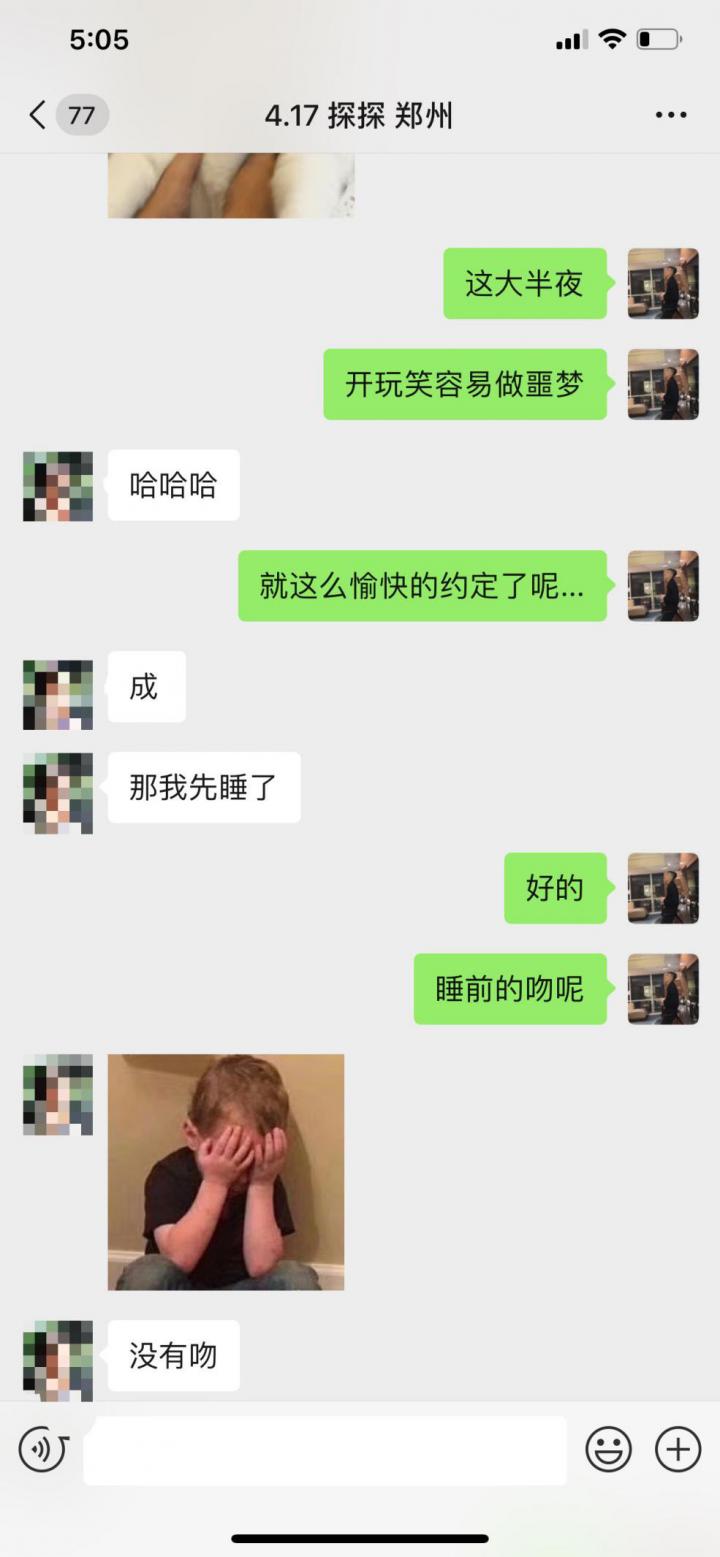 5:05
77
4.17 探探 郑州
这大半夜
开玩笑容易做噩梦
哈哈哈
就这么愉快的约定了呢...
成
那我先睡了
好的
睡前的吻呢
没有吻